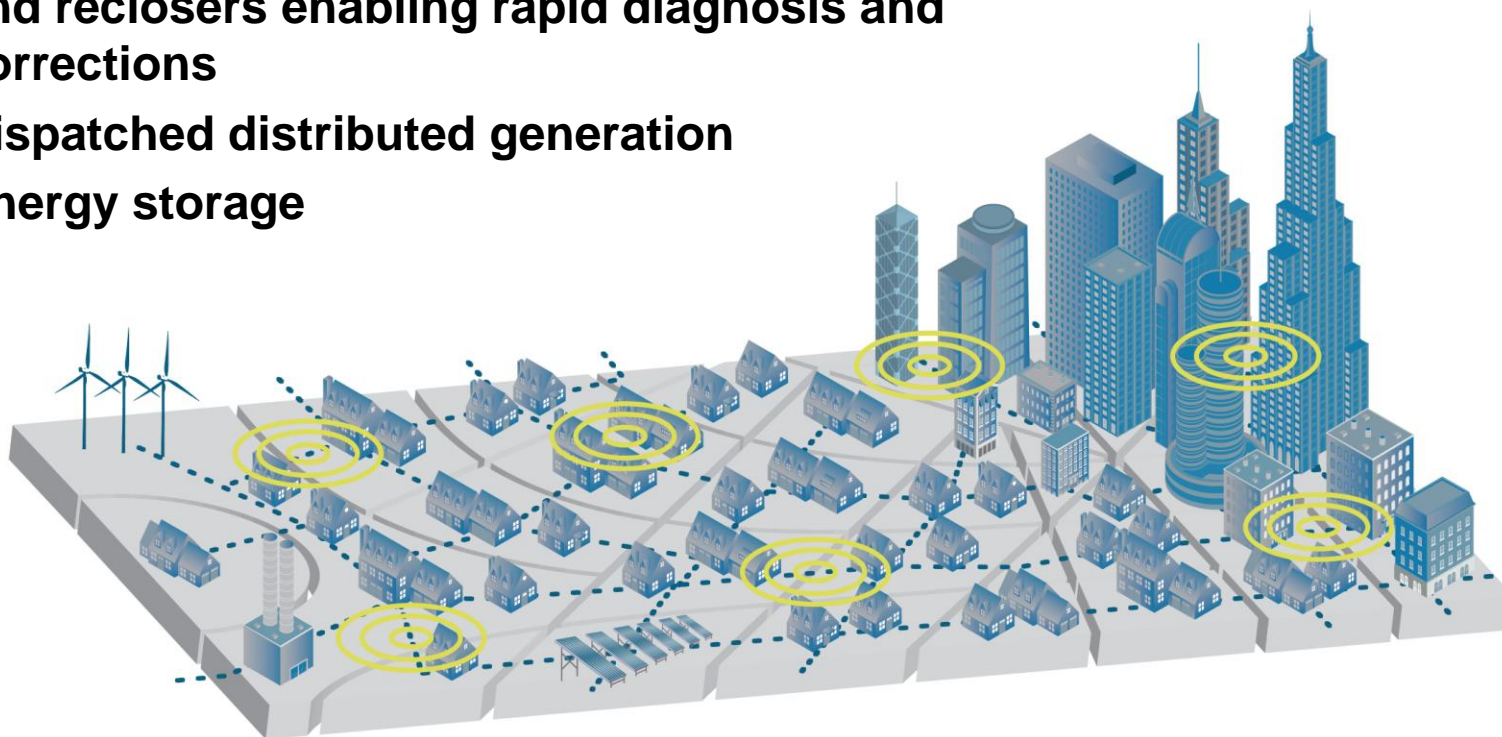 nd reclosers enabling rapid diagnosis and
orrections
ispatched distributed generation
nergy storage